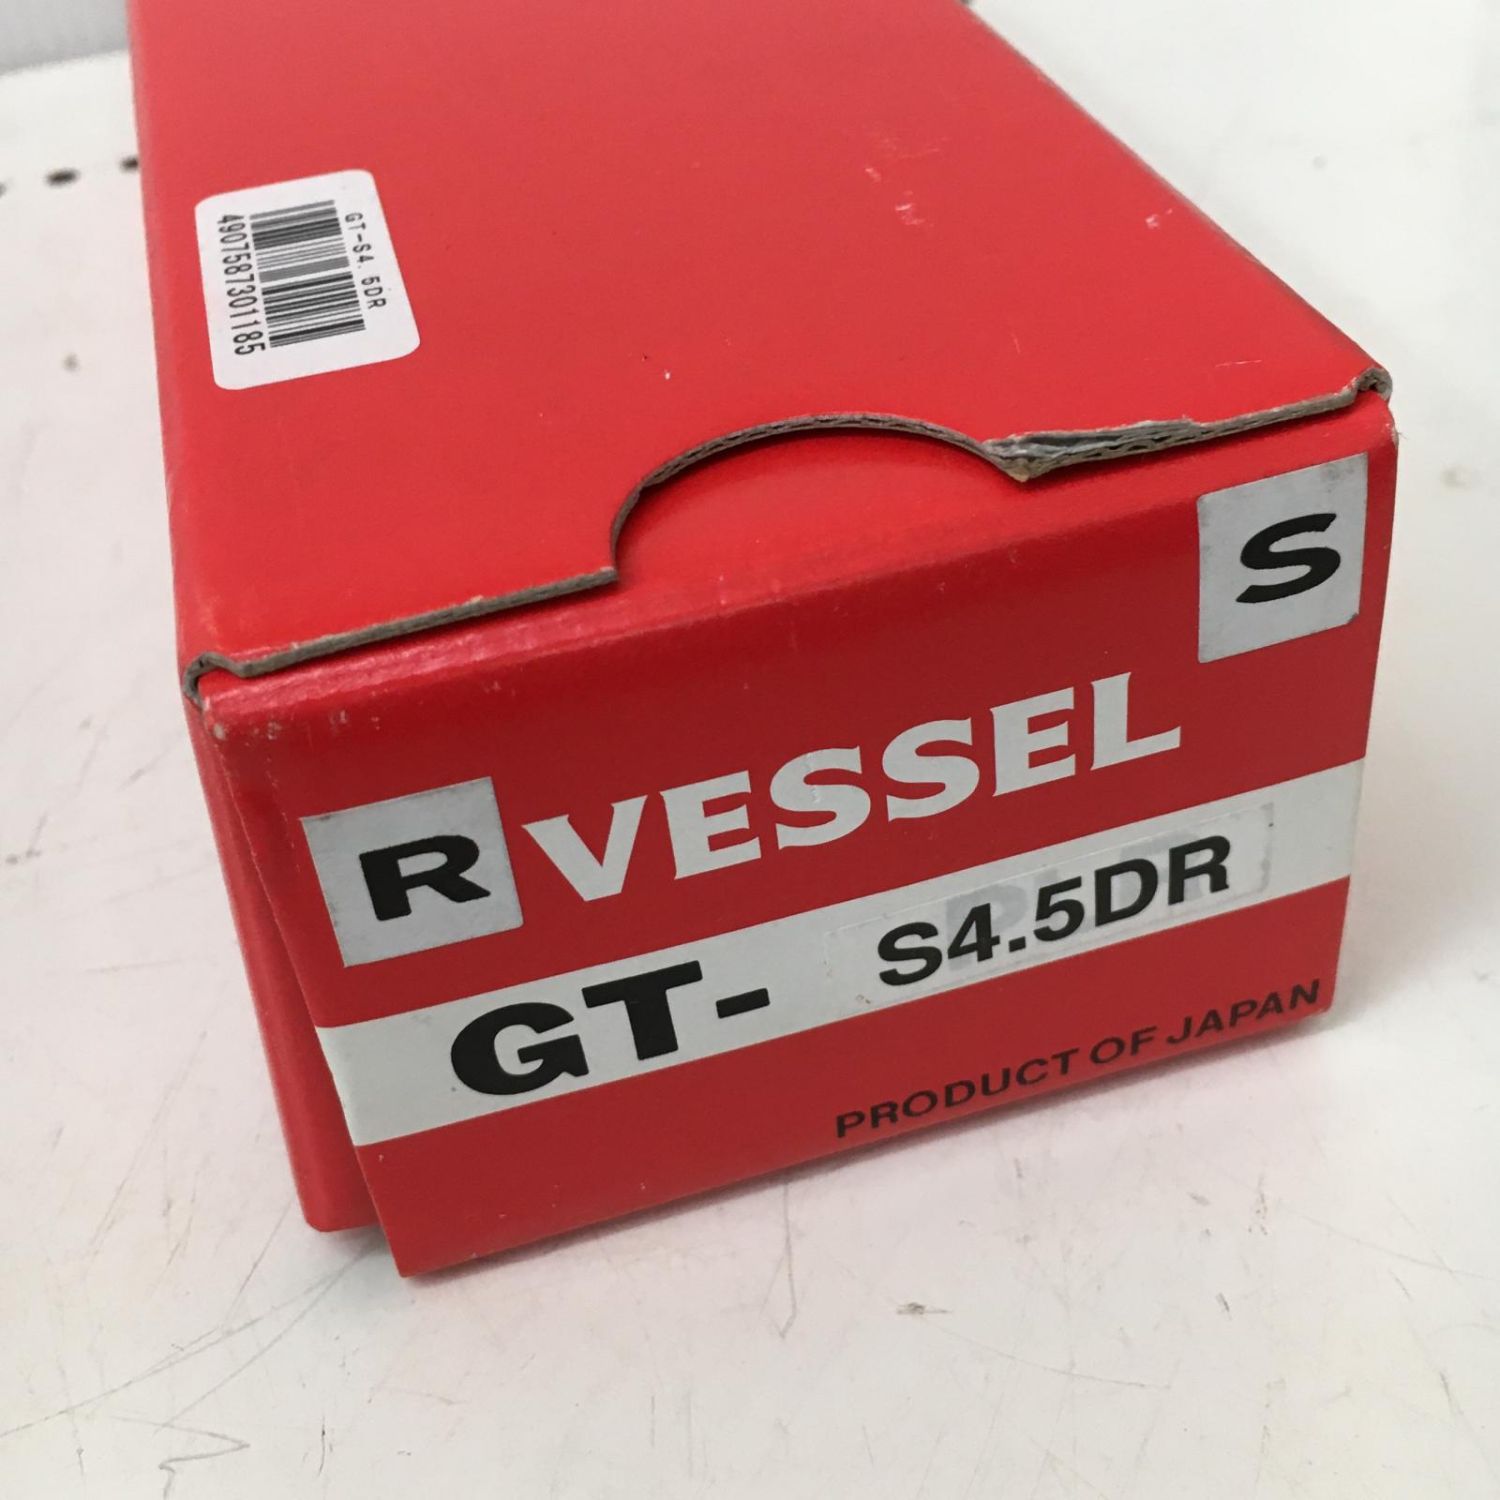 GT-S4.5DR
4907587301185
S
R
VESSEL
GT- S4.5DR
PRODUCT OF JAPAN